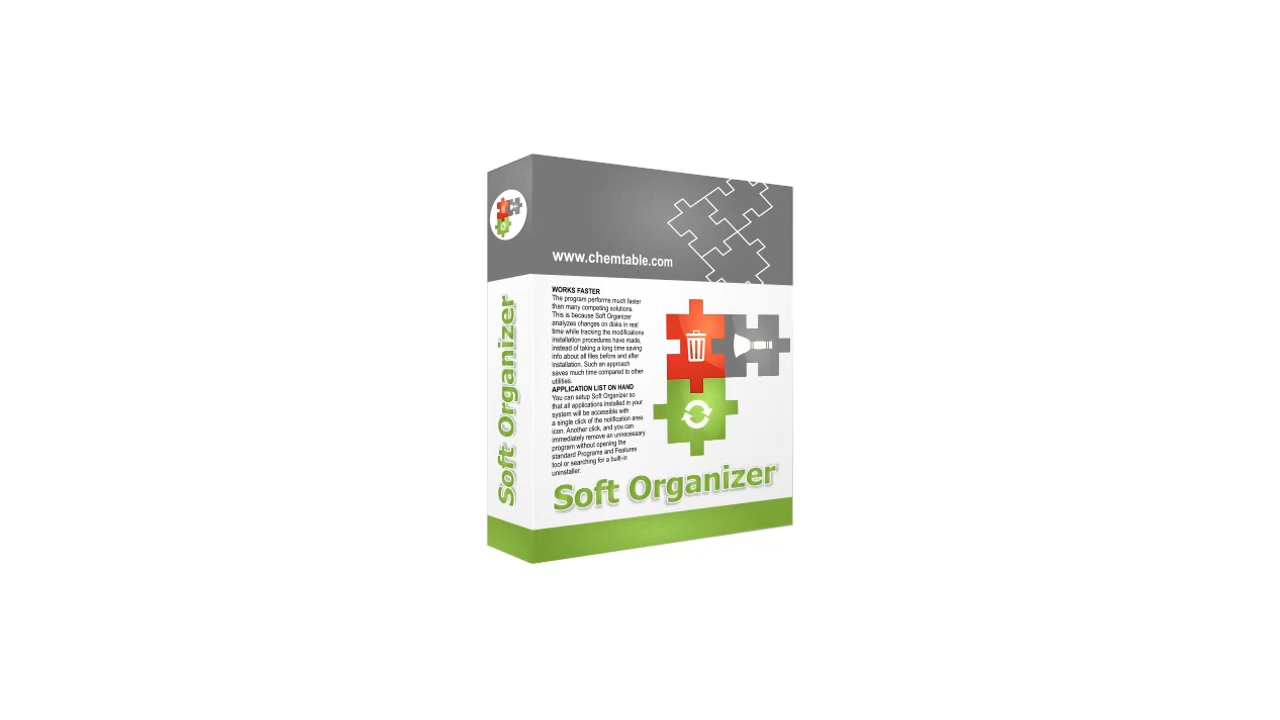 www.chemtable.com
WORKS FASTER
The program performs much faster
than many competing solutions.
This is because Soft Organizer
analyzes changes on disks in real
time while tracking the modifications
installation procedures have made,
instead of taking a long time saving
info about all files before and after
installation. Such an approach
saves much time compared to other
utilities.
APPLICATION LIST ON HAND
You can setup Soft Organizer so
that all applications installed in your
system will be accessible with
a single click of the notification area
icon. Another click, and you can
immediately remove an unnecessary
program without opening the
standard Programs and Features
tool or searching for a built-in
uninstaller.
Soft Organizer
Soft Organizer